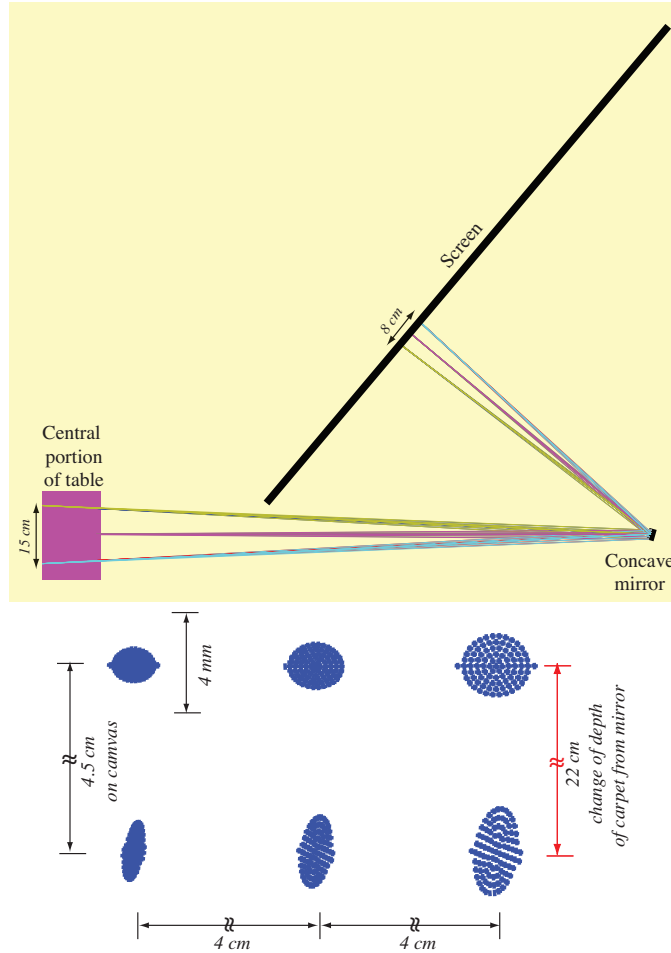 Screen
8 cm
Central
portion
of table
15 cm
Concave
mirror
4 mm
4.5 cm
on camvas
22 cm
change of depth
of carpet from mirror
4 cm
4 cm